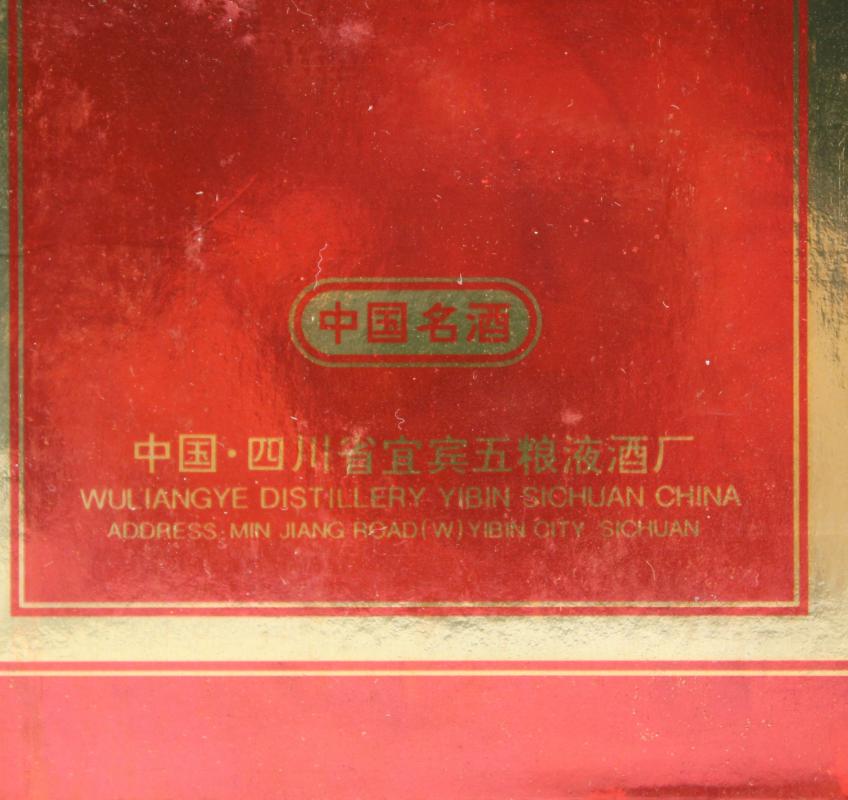 中国名酒
中国·四川省宜宾五粮液酒厂
WULIANGYE DISTILLERY YIBIN SICHUAN CHINA
ADDRESS:MIN JIANG ROAD(W)YIBIN CITY SICHUAN